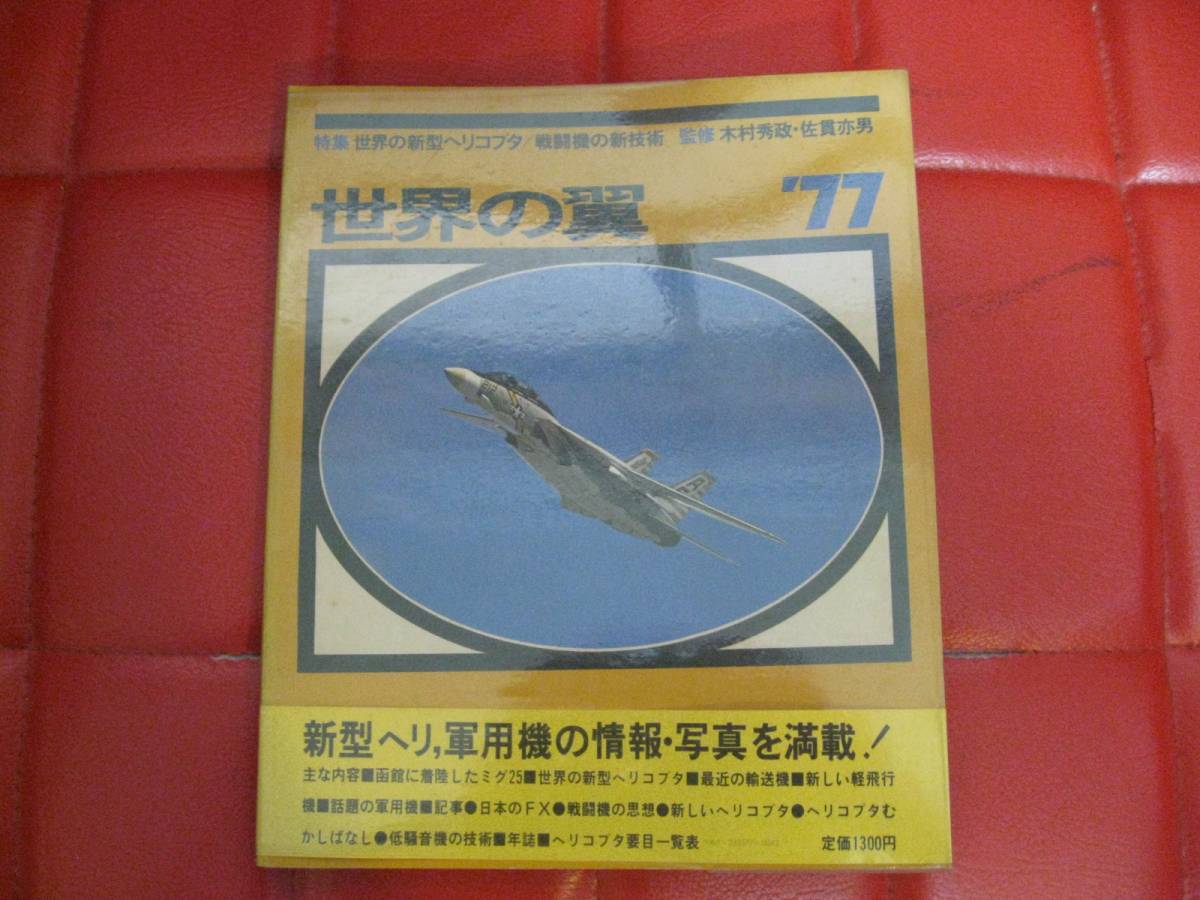 特集 世界の新型ヘリコプタ/戦闘機の新技術 監修 木村秀政・佐貫亦男
世界の翼 '77
新型ヘリ,軍用機の情報・写真を満載!
主な内容■函館に着陸したミグ25■世界の新型ヘリコプタ■最近の輸送機■新しい軽飛行
機■話題の軍用機■記事●日本のFX●戦闘機の思想●新しいヘリコプタ●ヘリコプタむ
かしばなし●低騒音機の技術■年誌■ヘリコプタ要目一覧表 定価1300円